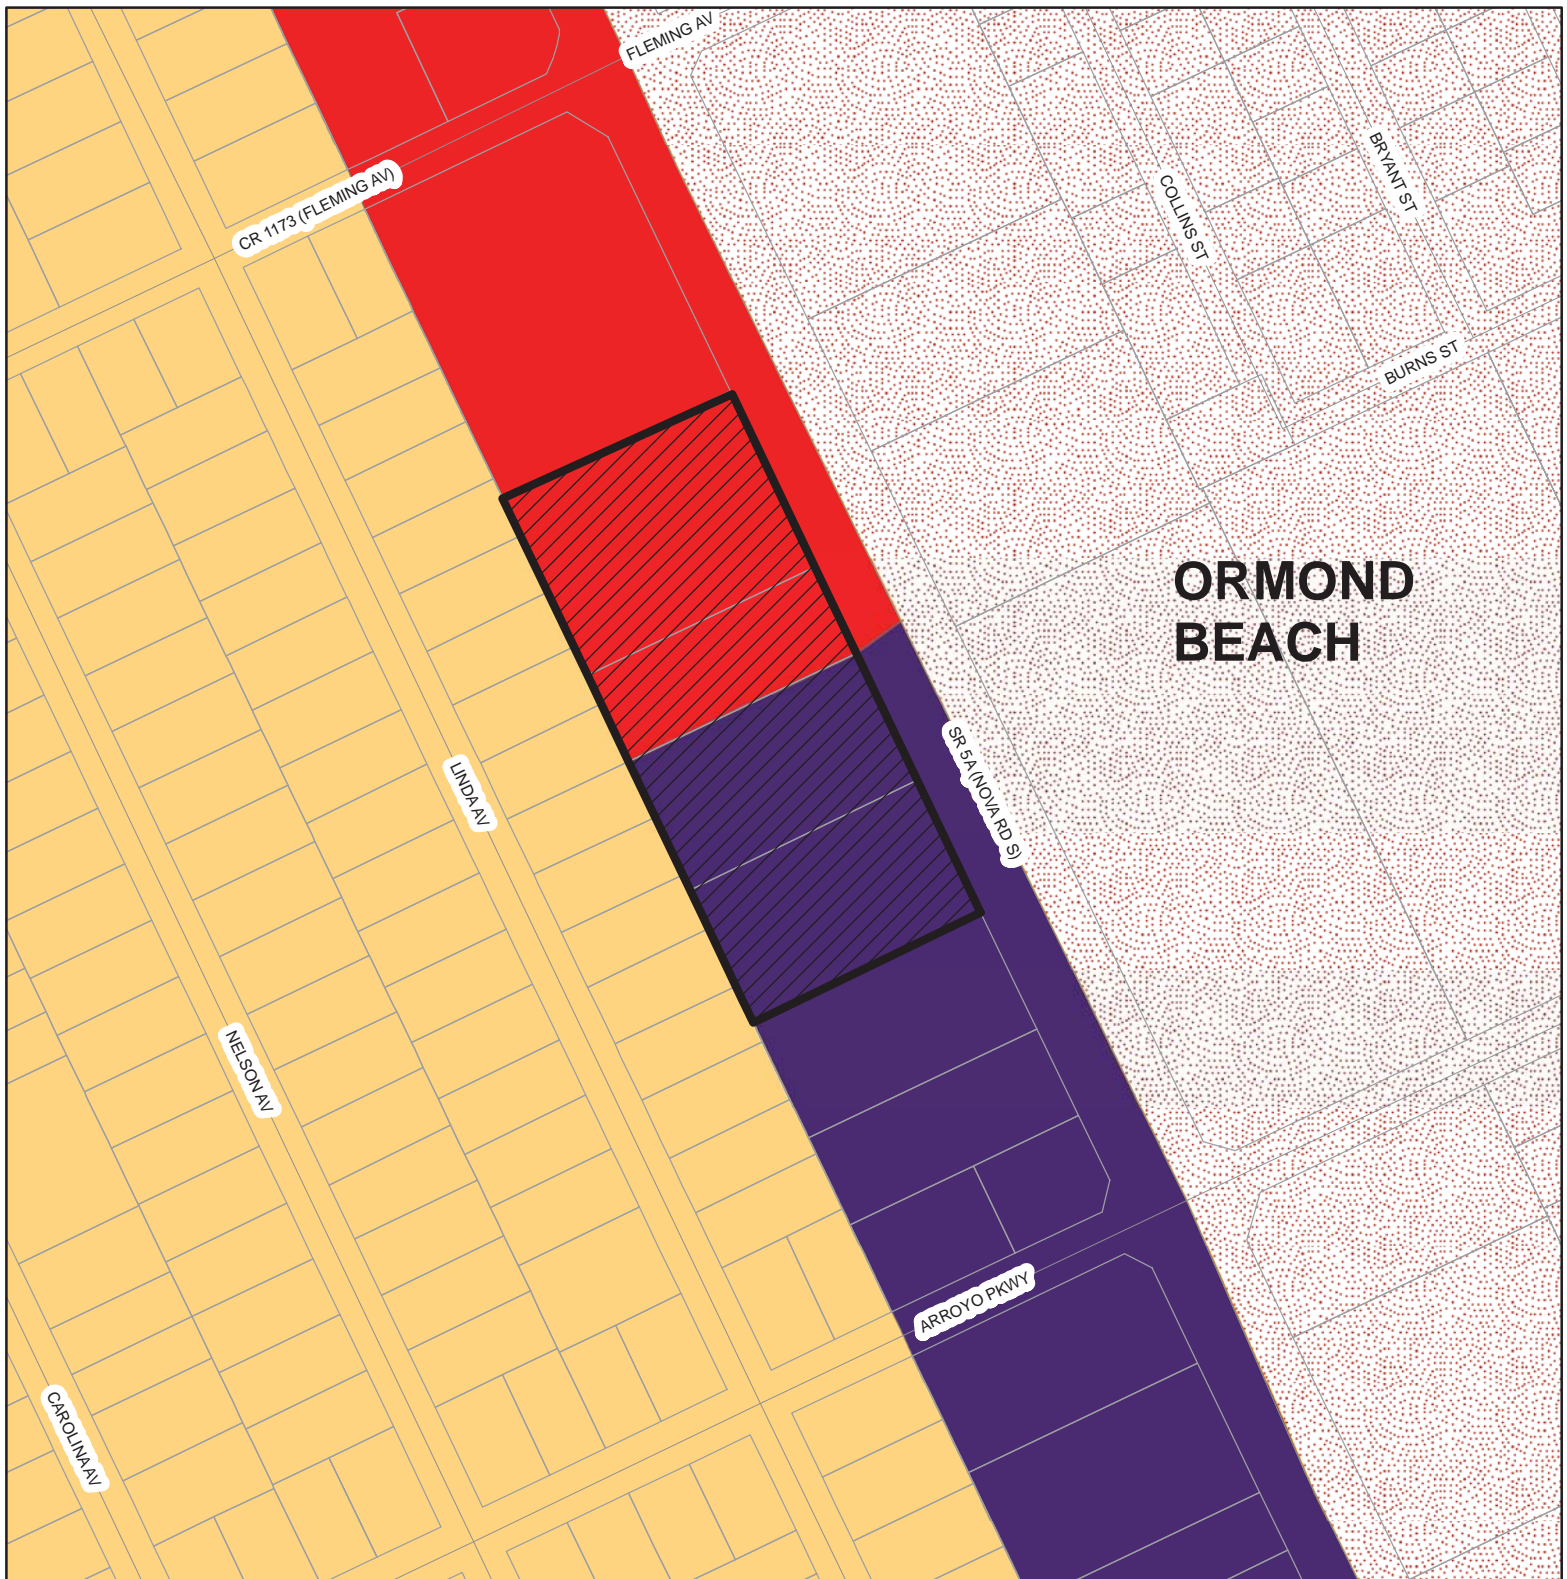 FLEMING AV
CR 1173 (FLEMING AV)
BRYANT ST
COLLINS ST
BURNS ST
ORMOND
BEACH
LINDA AV
SR 5A (NOVA RD S)
NELSON AV
ARROYO PKWY
CAROLINA AV